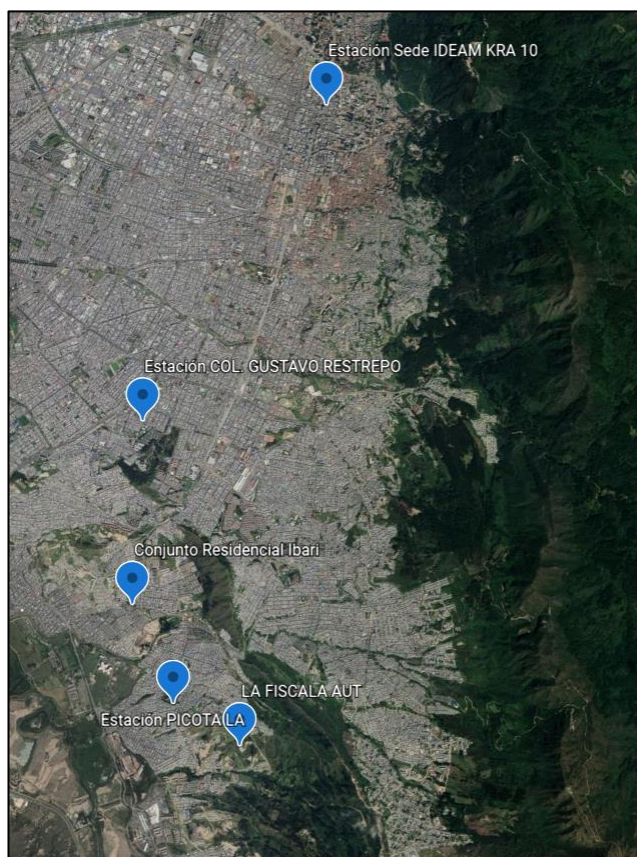 Estación Sede IDEAM KRA 10
Estación COL. GUSTAVO RESTREPO
Conjunto Residencial Ibari
LA FISCALA AUT
Estación PICOTA LA